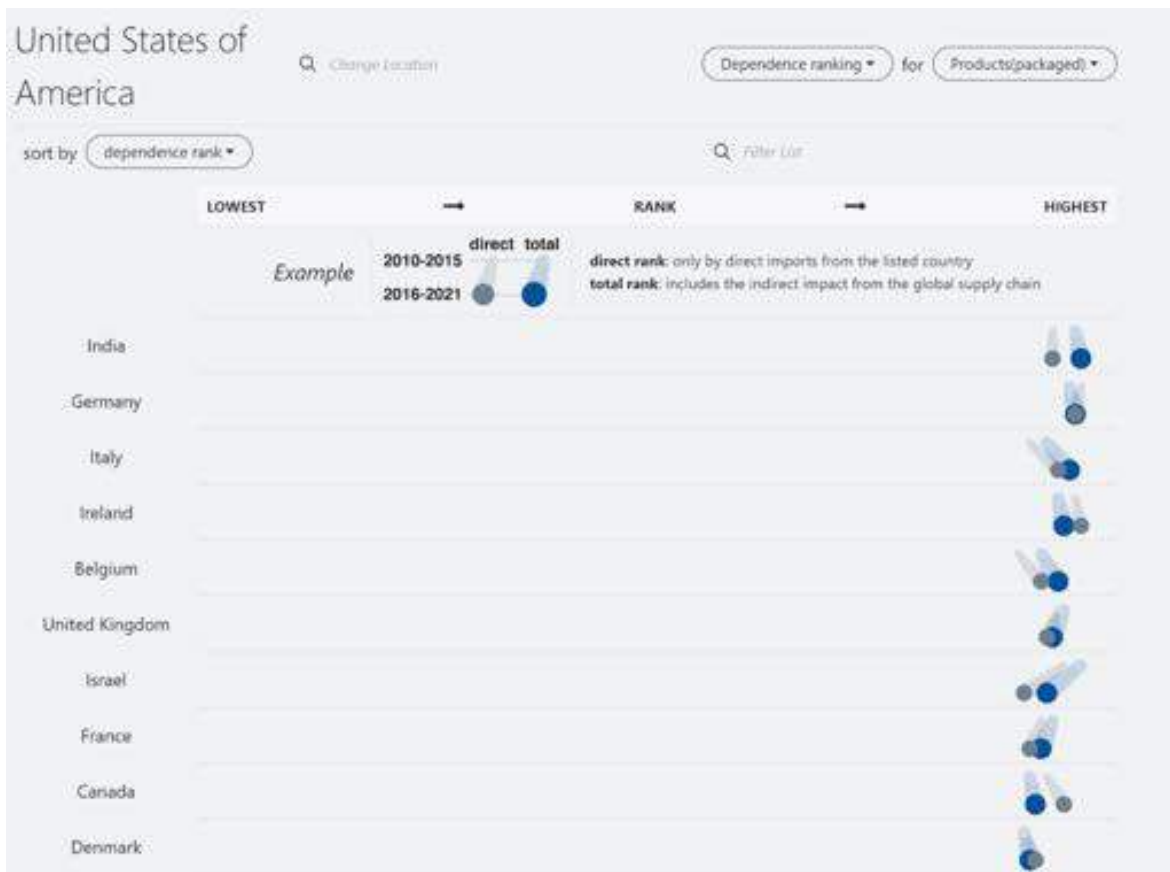 United States of
America
Change Location
Dependence ranking for Products(packaged)
sort by dependence rank
Filter List
LOWEST RANK HIGHEST
direct total
Example
2010-2015
2016-2021
direct rank: only by direct imports from the listed country
total rank: includes the indirect impact from the global supply chain
India
Germany
Italy
Ireland
Belgium
United Kingdom
Israel
France
Canada
Denmark